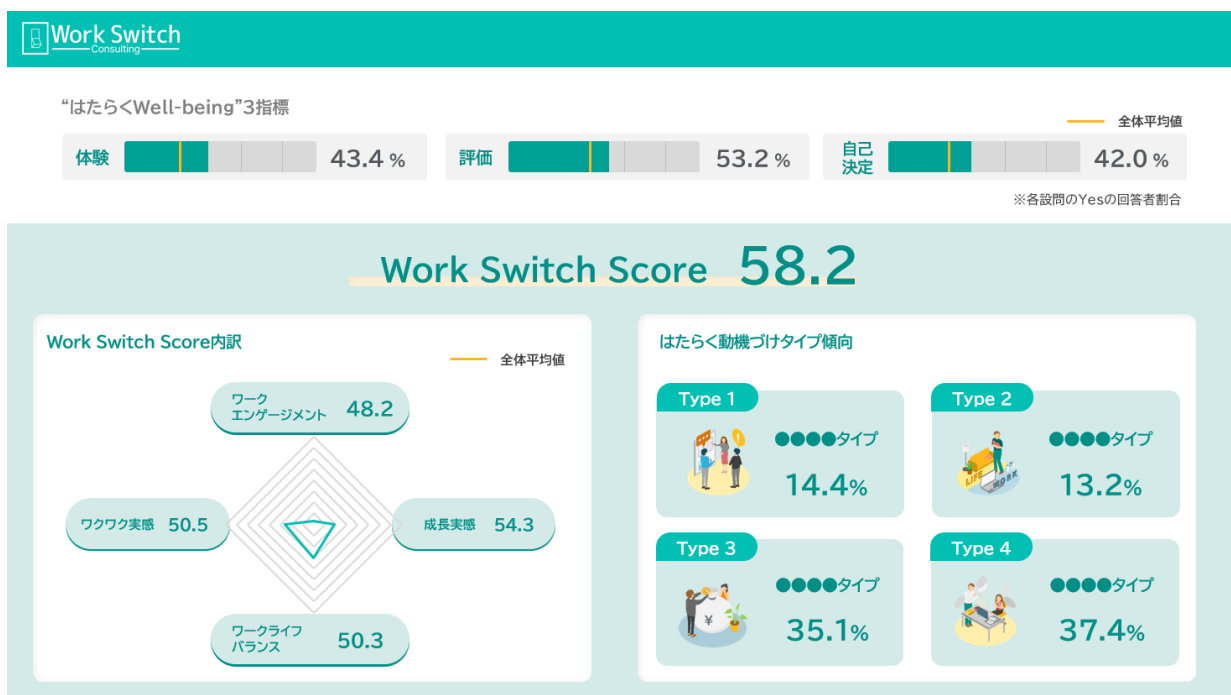 Work Switch
Consulting
“はたらくWell-being”3指標
全体平均値
体験 43.4 %
評価 53.2 %
自己
決定 42.0 %
※各設問のYesの回答者割合
Work Switch Score 58.2
Work Switch Score内訳
全体平均値
ワーク
エンゲージメント 48.2
ワクワク実感 50.5
成長実感 54.3
ワークライフ
バランス 50.3
はたらく動機づけタイプ傾向
Type 1
●●●●タイプ
14.4%
Type 2
LIFE WORK
●●●●タイプ
13.2%
Type 3
¥
●●●●タイプ
35.1%
Type 4
●●●●タイプ
37.4%